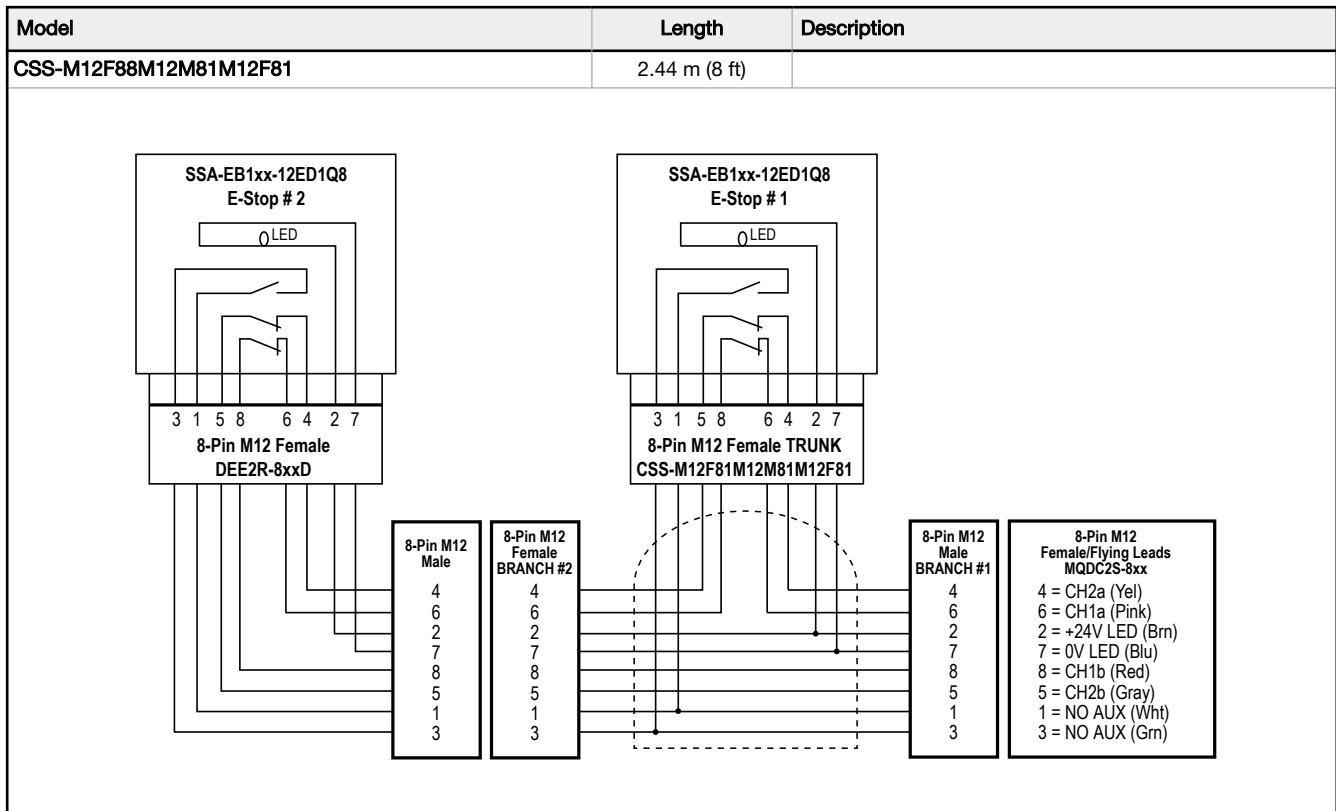 Model Length Description
CSS-M12F88M12M81M12F81 2.44 m (8 ft)
SSA-EB1xx-12ED1Q8
E-Stop # 2
LED
3 1 5 8 6 4 2 7
8-Pin M12 Female
DEE2R-8xxD
SSA-EB1xx-12ED1Q8
E-Stop # 1
LED
3 1 5 8 6 4 2 7
8-Pin M12 Female TRUNK
CSS-M12F81M12M81M12F81
8-Pin M12
Male
4
6
2
7
8
5
1
3
8-Pin M12
Female
BRANCH #2
4
6
2
7
8
5
1
3
8-Pin M12
Male
BRANCH #1
4
6
2
7
8
5
1
3
8-Pin M12
Female/Flying Leads
MQDC2S-8xx
4 = CH2a (Yel)
6 = CH1a (Pink)
2 = +24V LED (Brn)
7 = 0V LED (Blu)
8 = CH1b (Red)
5 = CH2b (Gray)
1 = NO AUX (Wht)
3 = NO AUX (Grn)